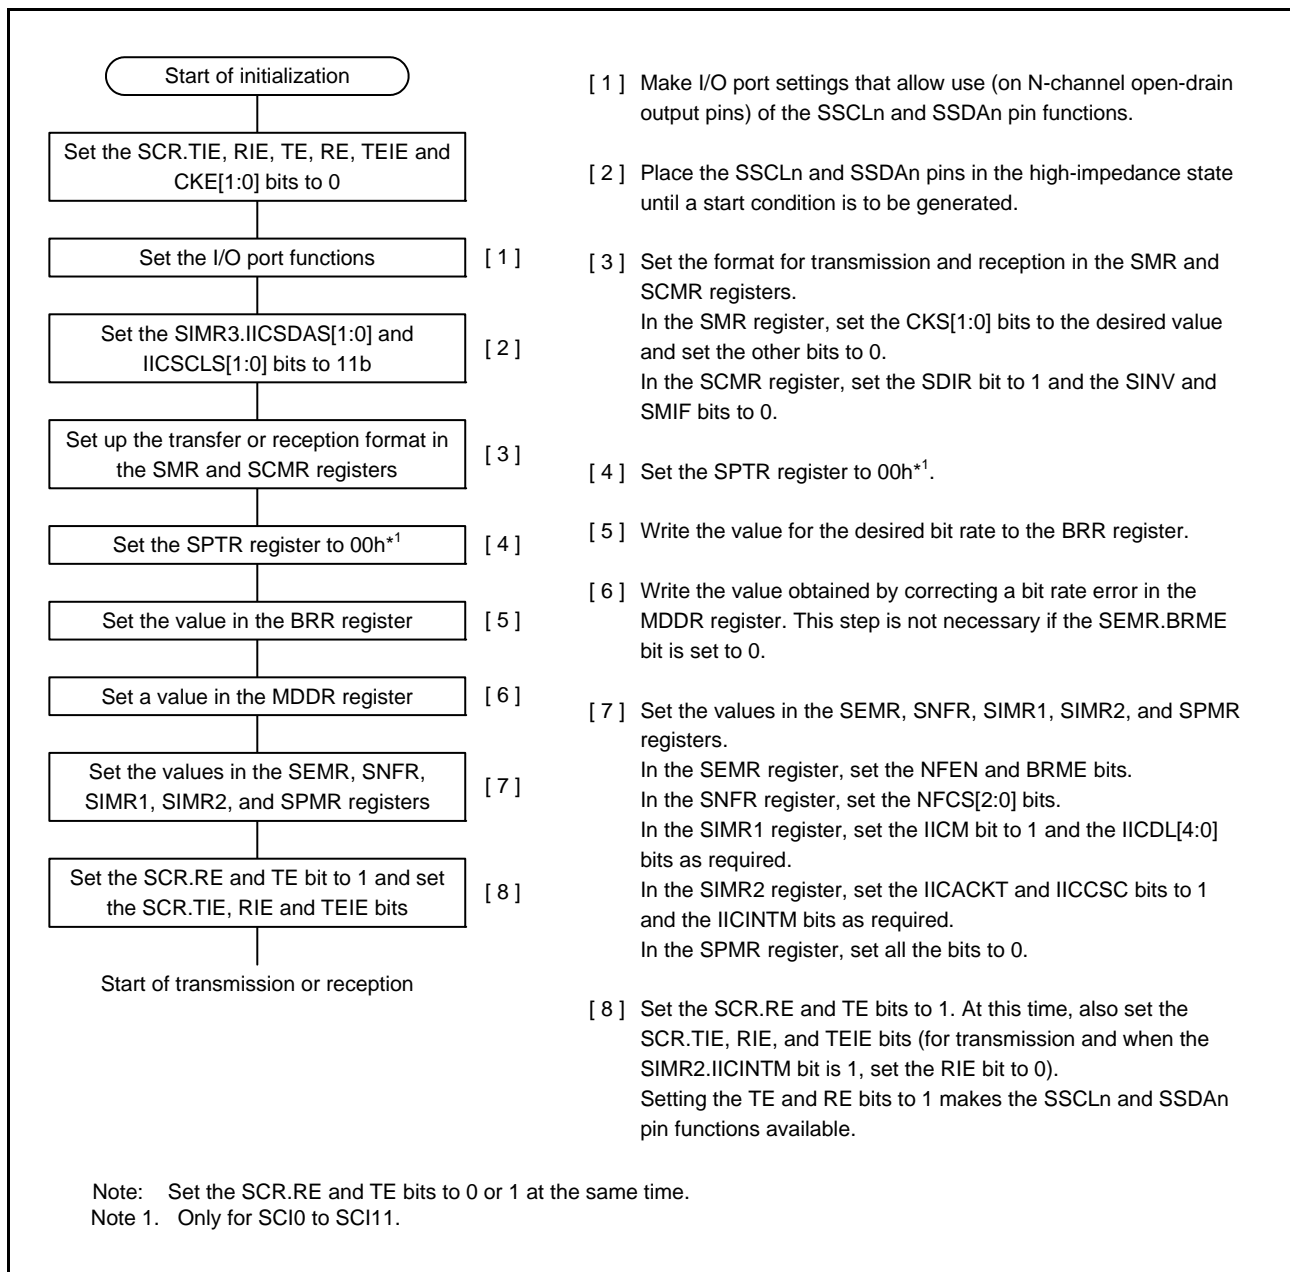 Start of initialization
Set the SCR.TIE, RIE, TE, RE, TEIE and
CKE[1:0] bits to 0
Set the I/O port functions
[ 1 ]
Set the SIMR3.IICSDAS[1:0] and
IICSCLS[1:0] bits to 11b
[ 2 ]
Set up the transfer or reception format in
the SMR and SCMR registers
[ 3 ]
Set the SPTR register to 00h*1
[ 4 ]
Set the value in the BRR register
[ 5 ]
Set a value in the MDDR register
[ 6 ]
Set the values in the SEMR, SNFR,
SIMR1, SIMR2, and SPMR registers
[ 7 ]
Set the SCR.RE and TE bit to 1 and set
the SCR.TIE, RIE and TEIE bits
[ 8 ]
Start of transmission or reception
[ 1 ] Make I/O port settings that allow use (on N-channel open-drain
output pins) of the SSCLn and SSDAn pin functions.
[ 2 ] Place the SSCLn and SSDAn pins in the high-impedance state
until a start condition is to be generated.
[ 3 ] Set the format for transmission and reception in the SMR and
SCMR registers.
In the SMR register, set the CKS[1:0] bits to the desired value
and set the other bits to 0.
In the SCMR register, set the SDIR bit to 1 and the SINV and
SMIF bits to 0.
[ 4 ] Set the SPTR register to 00h*1.
[ 5 ] Write the value for the desired bit rate to the BRR register.
[ 6 ] Write the value obtained by correcting a bit rate error in the
MDDR register. This step is not necessary if the SEMR.BRME
bit is set to 0.
[ 7 ] Set the values in the SEMR, SNFR, SIMR1, SIMR2, and SPMR
registers.
In the SEMR register, set the NFEN and BRME bits.
In the SNFR register, set the NFCS[2:0] bits.
In the SIMR1 register, set the IICM bit to 1 and the IICDL[4:0]
bits as required.
In the SIMR2 register, set the IICACKT and IICCSC bits to 1
and the IICINTM bits as required.
In the SPMR register, set all the bits to 0.
[ 8 ] Set the SCR.RE and TE bits to 1. At this time, also set the
SCR.TIE, RIE, and TEIE bits (for transmission and when the
SIMR2.IICINTM bit is 1, set the RIE bit to 0).
Setting the TE and RE bits to 1 makes the SSCLn and SSDAn
pin functions available.
Note: Set the SCR.RE and TE bits to 0 or 1 at the same time.
Note 1. Only for SCI0 to SCI11.